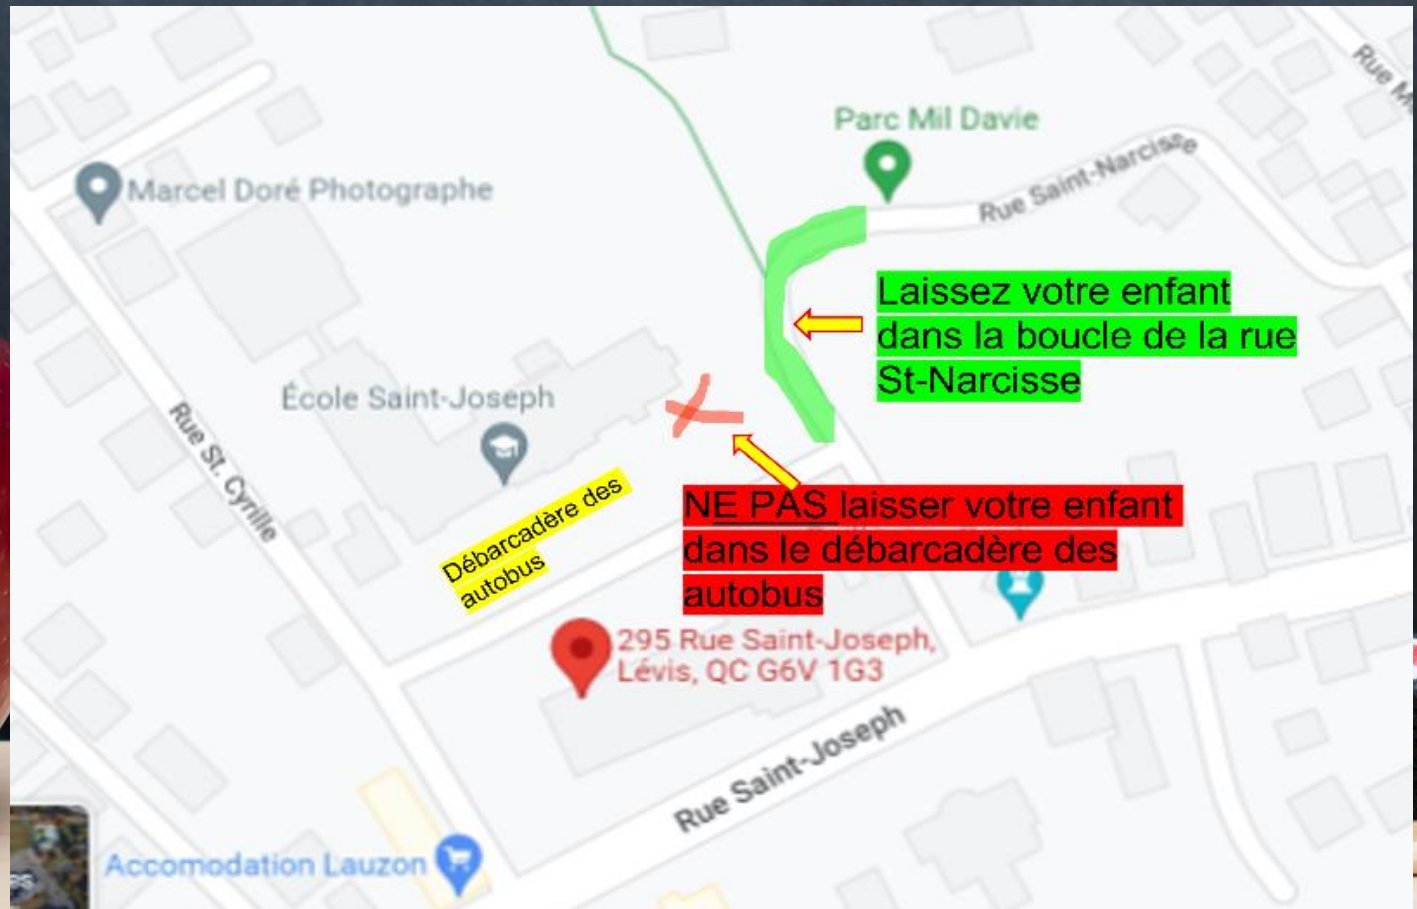 Rue M
Parc Mil Davie
Rue Saint-Narcisse
Marcel Doré Photographe
Laissez votre enfant
dans la boucle de la rue
St-Narcisse
École Saint-Joseph
Rue St. Cyrille
Débarcadère des
autobus
NE PAS laisser votre enfant
dans le débarcadère des
autobus
295 Rue Saint-Joseph,
Lévis, QC G6V 1G3
Rue Saint-Joseph
Accomodation Lauzon